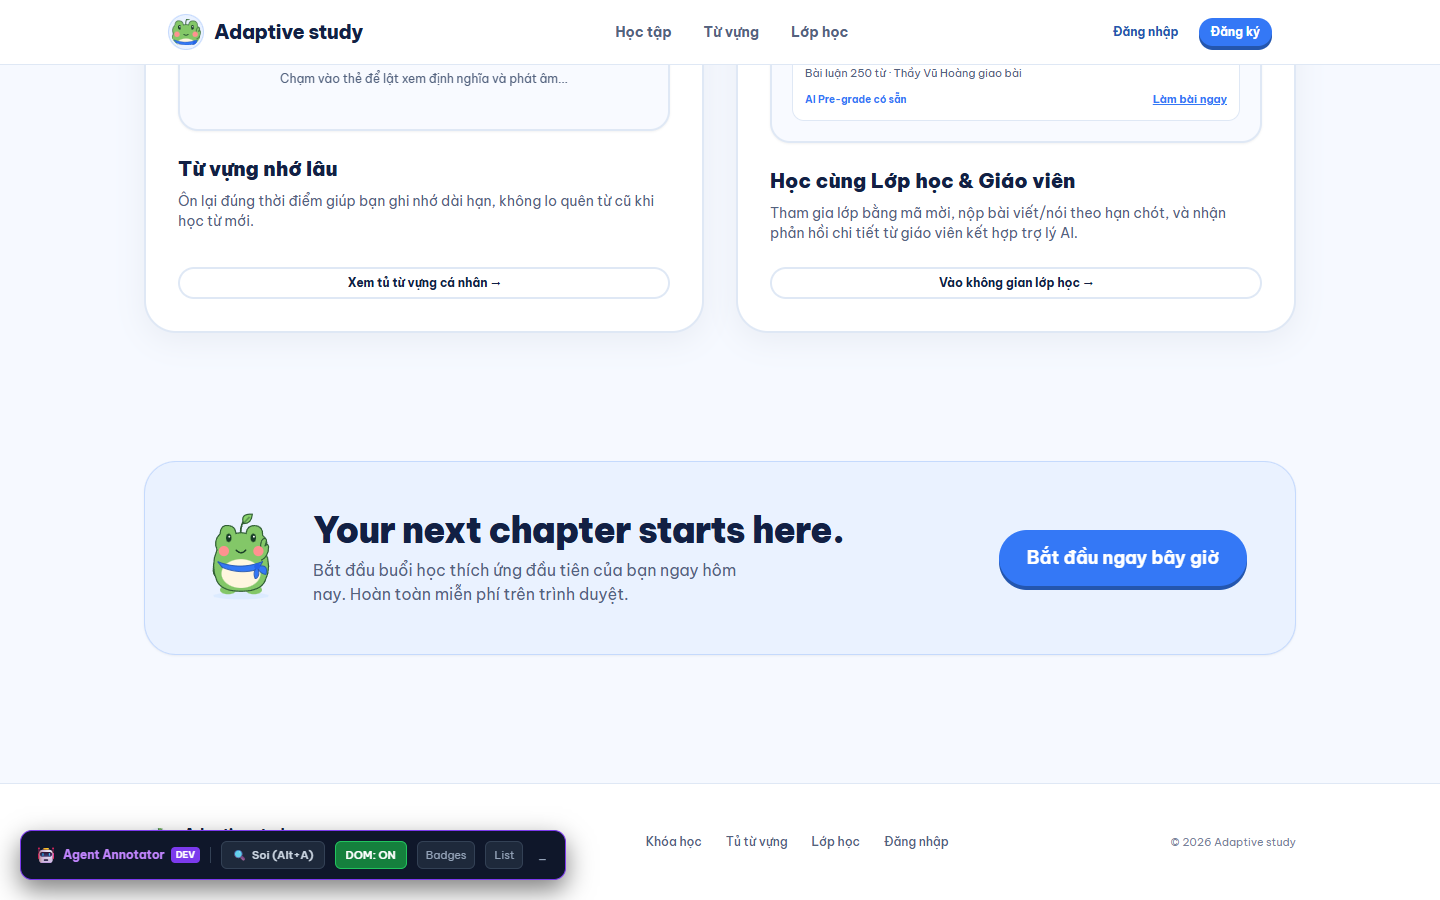 Adaptive study
Học tập
Từ vựng
Lớp học
Đăng nhập
Đăng ký
Chạm vào thẻ để lật xem định nghĩa và phát âm...
Từ vựng nhớ lâu
Ôn lại đúng thời điểm giúp bạn ghi nhớ dài hạn, không lo quên từ cũ khi
học từ mới.
Xem tủ từ vựng cá nhân →
Bài luận 250 từ · Thầy Vũ Hoàng giao bài
AI Pre-grade có sẵn
Làm bài ngay
Học cùng Lớp học & Giáo viên
Tham gia lớp bằng mã mời, nộp bài viết/nói theo hạn chót, và nhận
phản hồi chi tiết từ giáo viên kết hợp trợ lý AI.
Vào không gian lớp học →
Your next chapter starts here.
Bắt đầu buổi học thích ứng đầu tiên của bạn ngay hôm
nay. Hoàn toàn miễn phí trên trình duyệt.
Bắt đầu ngay bây giờ
Khóa học
Tủ từ vựng
Lớp học
Đăng nhập
© 2026 Adaptive study
Agent Annotator
DEV
Soi (Alt+A)
DOM: ON
Badges
List
_